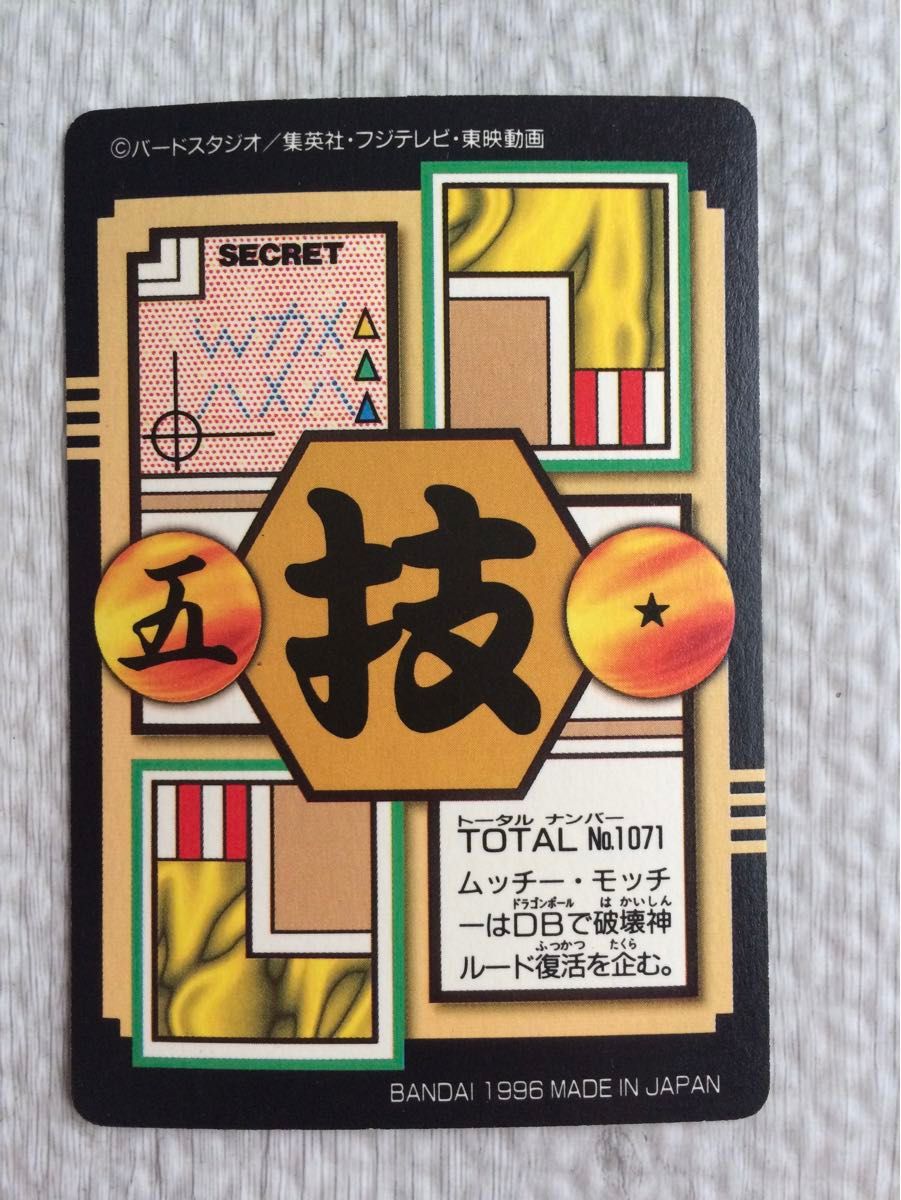 ©バードスタジオ／集英社・フジテレビ・東映動画
SECRET
五
技
★
トータル ナンバー
TOTAL No.1071
ムッチー・モッチ
ドラゴンボール はかいしん
ーはDBで破壊神
ふっかつ たくら
ルード復活を企む。
BANDAI 1996 MADE IN JAPAN